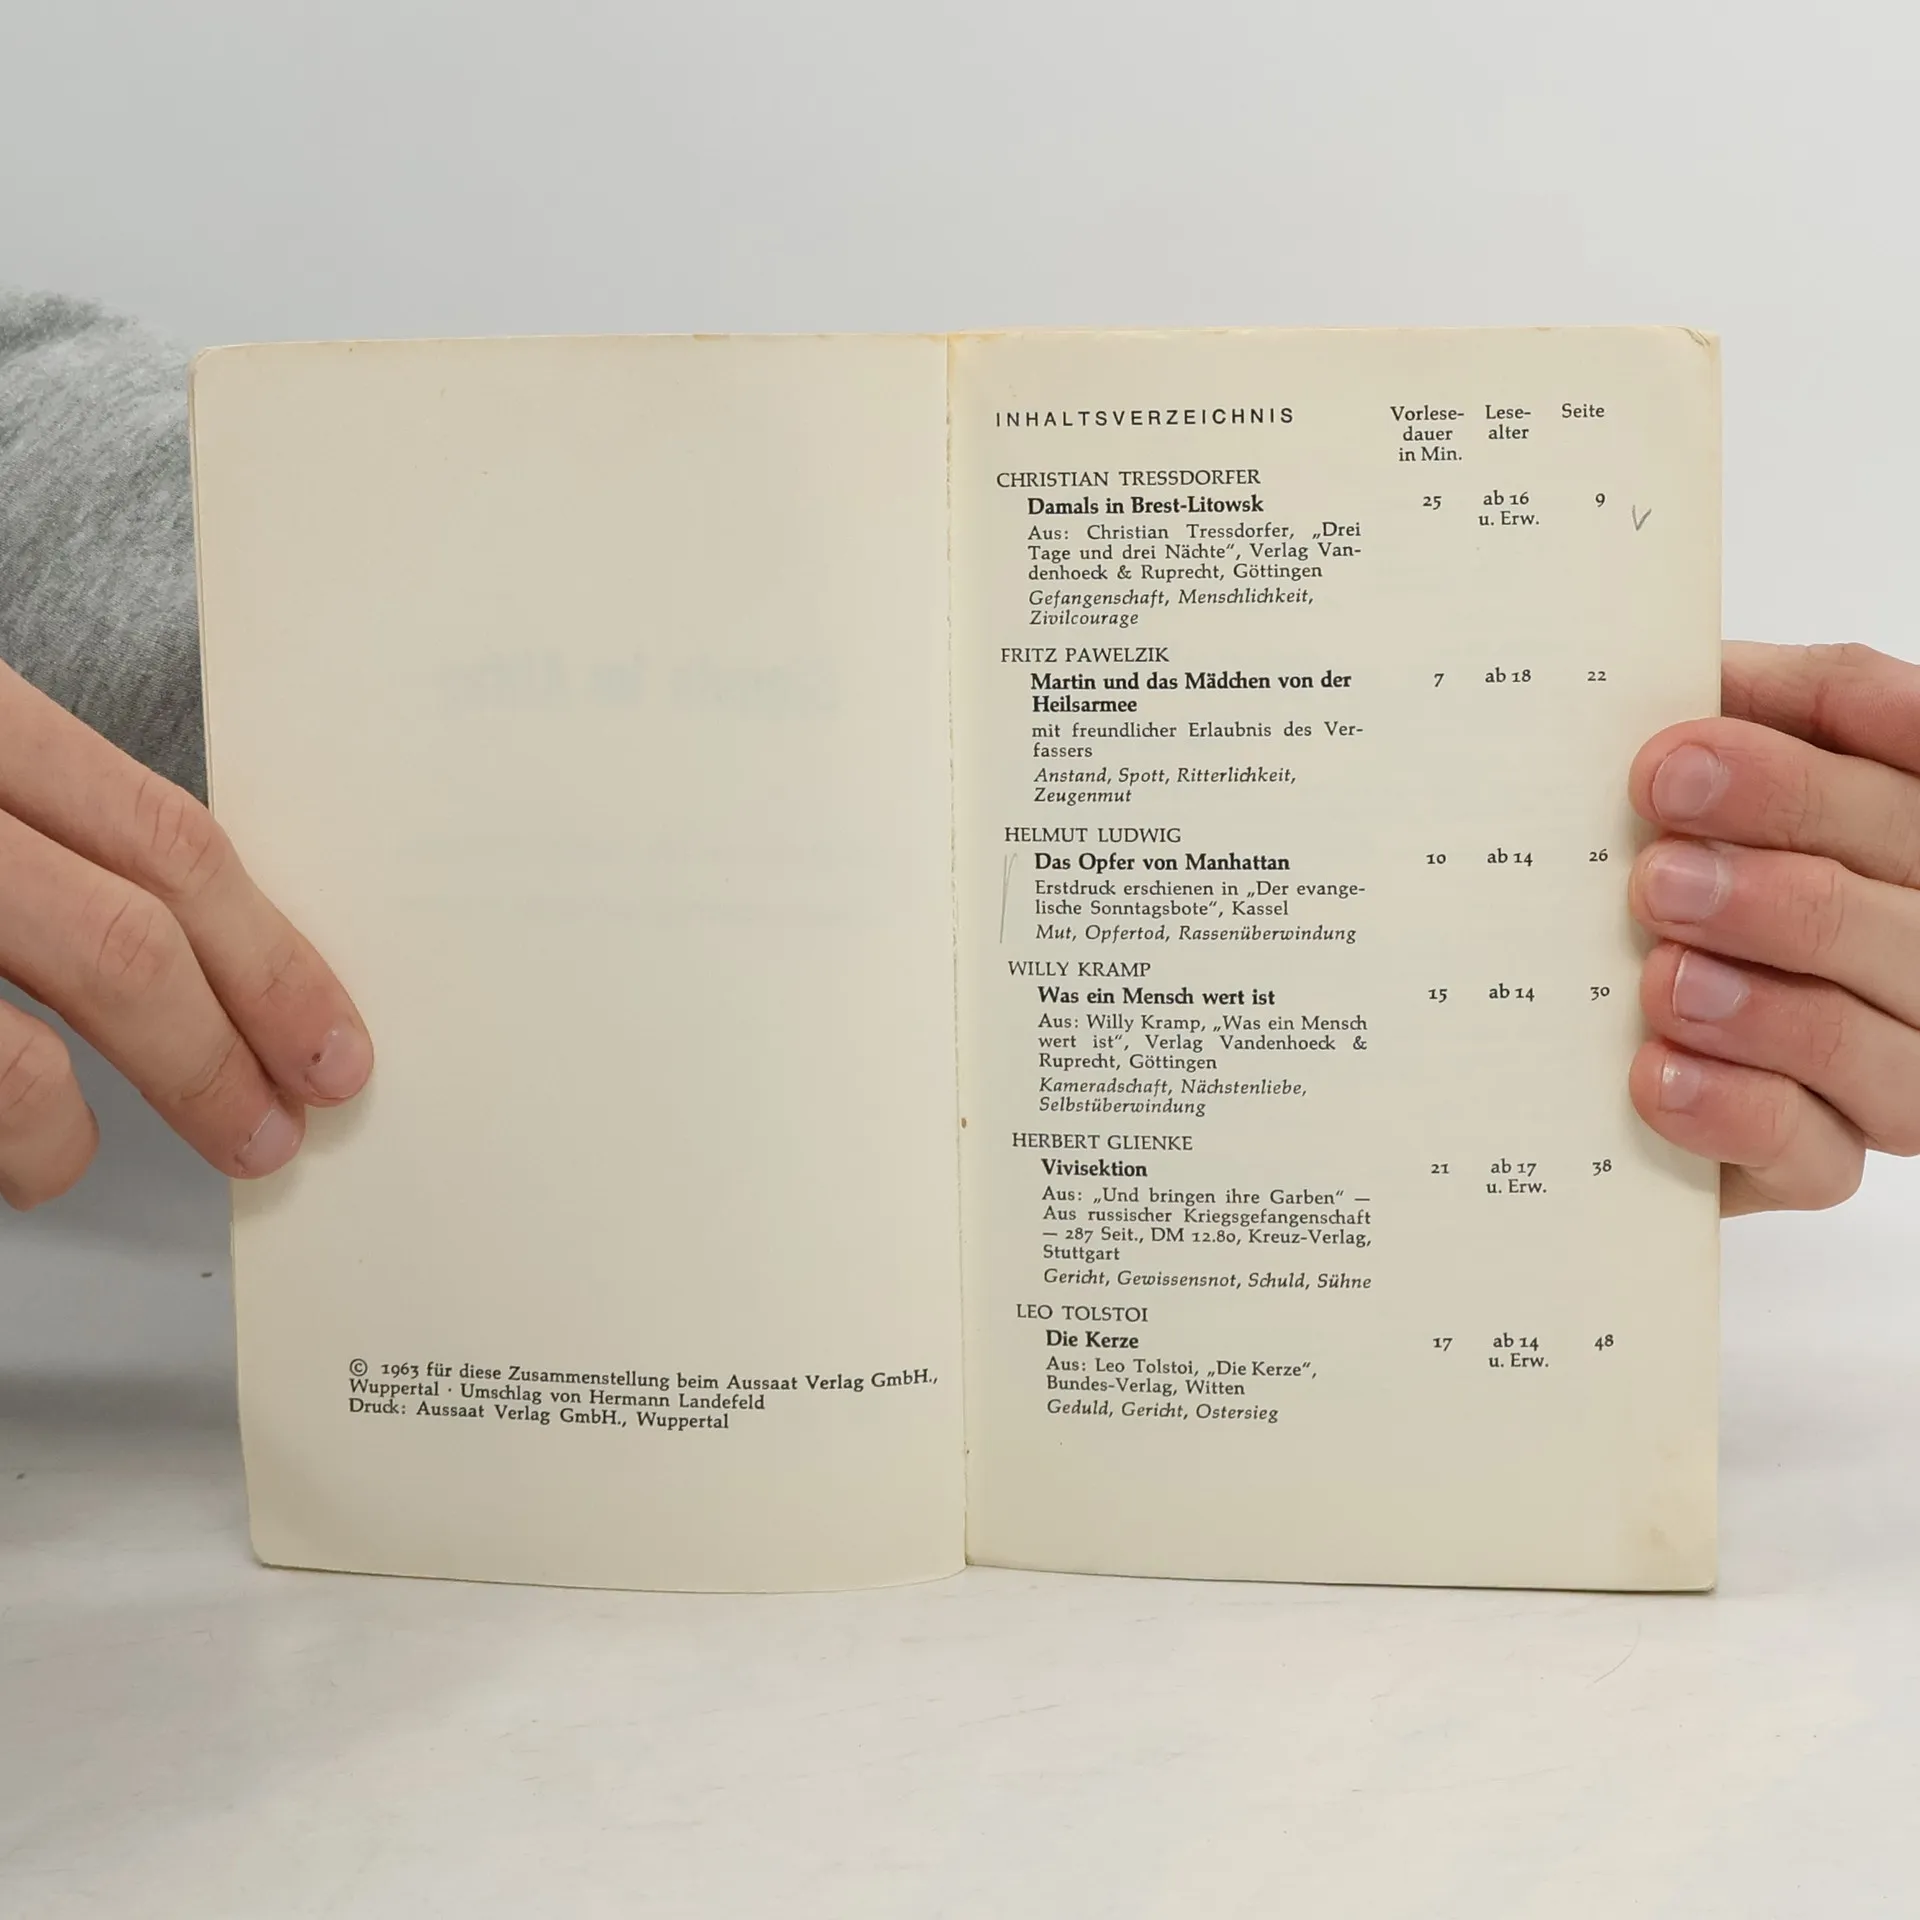 © 1963 für diese Zusammenstellung beim Aussaat Verlag GmbH.,
Wuppertal · Umschlag von Hermann Landefeld
Druck: Aussaat Verlag GmbH., Wuppertal
INHALTSVERZEICHNIS Vorlese- Lese- Seite
dauer alter
in Min.
CHRISTIAN TRESSDORFER
Damals in Brest-Litowsk 25 ab 16 9
u. Erw.
Aus: Christian Tressdorfer, „Drei
Tage und drei Nächte“, Verlag Van-
denhoeck & Ruprecht, Göttingen
Gefangenschaft, Menschlichkeit,
Zivilcourage
FRITZ PAWELZIK
Martin und das Mädchen von der 7 ab 18 22
Heilsarmee
mit freundlicher Erlaubnis des Ver-
fassers
Anstand, Spott, Ritterlichkeit,
Zeugenmut
HELMUT LUDWIG
Das Opfer von Manhattan 10 ab 14 26
Erstdruck erschienen in „Der evange-
lische Sonntagsbote“, Kassel
Mut, Opfertod, Rassenüberwindung
WILLY KRAMP
Was ein Mensch wert ist 15 ab 14 30
Aus: Willy Kramp, „Was ein Mensch
wert ist“, Verlag Vandenhoeck &
Ruprecht, Göttingen
Kameradschaft, Nächstenliebe,
Selbstüberwindung
HERBERT GLIENKE
Vivisektion 21 ab 17 38
u. Erw.
Aus: „Und bringen ihre Garben“ —
Aus russischer Kriegsgefangenschaft
— 287 Seit., DM 12.80, Kreuz-Verlag,
Stuttgart
Gericht, Gewissensnot, Schuld, Sühne
LEO TOLSTOI
Die Kerze 17 ab 14 48
u. Erw.
Aus: Leo Tolstoi, „Die Kerze“,
Bundes-Verlag, Witten
Geduld, Gericht, Ostersieg